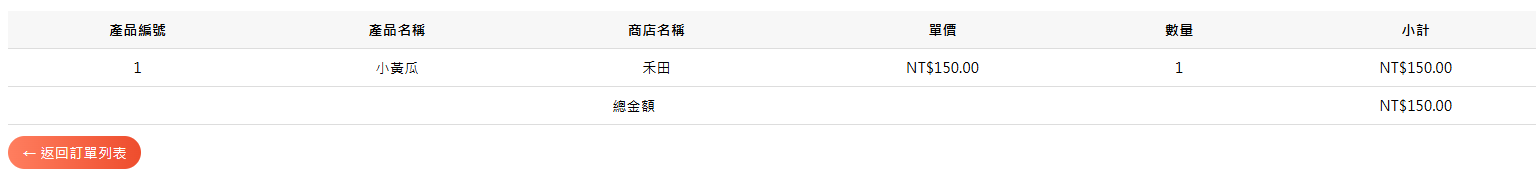 產品編號 產品名稱 商店名稱 單價 數量 小計
1 小黃瓜 禾田 NT$150.00 1 NT$150.00
總金額 NT$150.00
← 返回訂單列表